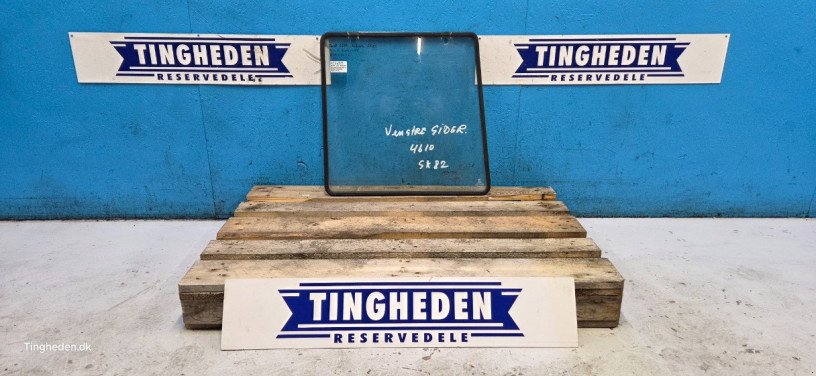 TINGHEDEN
RESERVEDELE
TINGHEDEN
RESERVEDELE
Venstre SIDER.
4610
SK82
TINGHEDEN
RESERVEDELE
Tingheden.dk